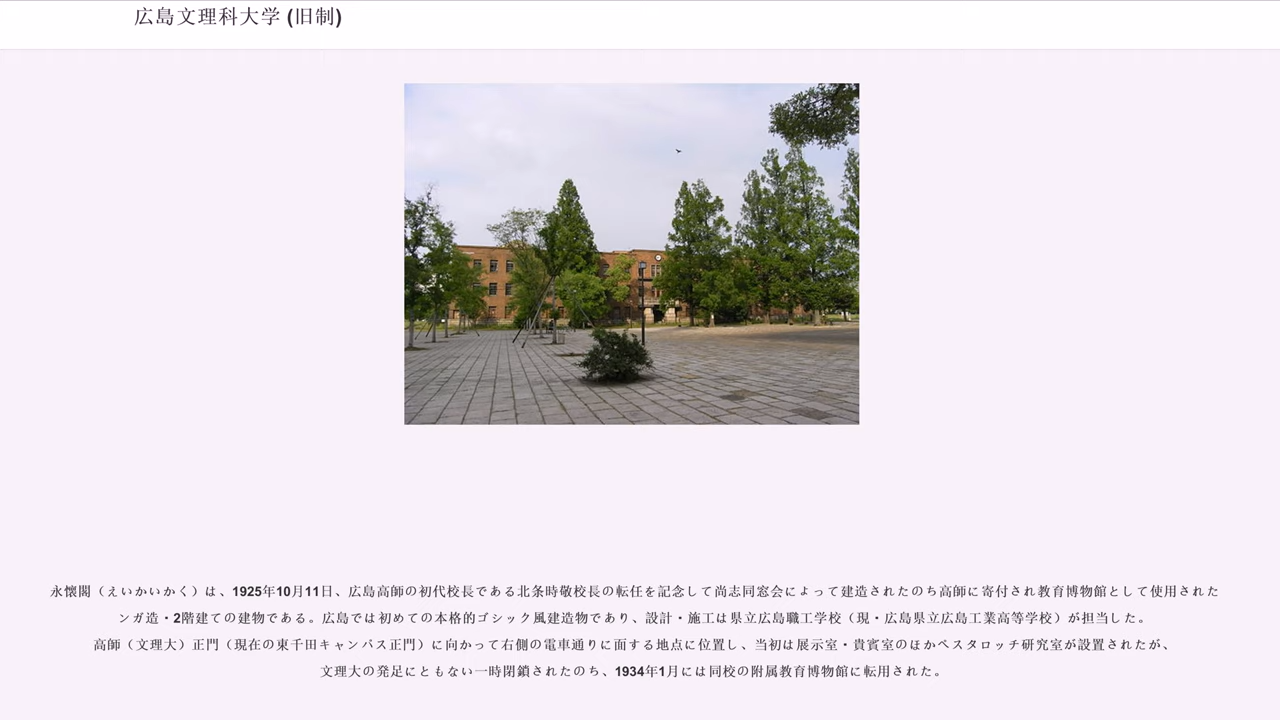 広島文理科大学 (旧制)
永懷閣（えいかいかく）は、1925年10月11日、広島高師の初代校長である北条時敬校長の転任を記念して尚志同窓会によって建造されたのち高師に寄付され教育博物館として使用された
ンガ造・2階建ての建物である。広島では初めての本格的ゴシック風建造物であり、設計・施工は県立広島職工学校（現・広島県立広島工業高等学校）が担当した。
高師（文理大）正門（現在の東千田キャンパス正門）に向かって右側の電車通りに面する地点に位置し、当初は展示室・貴賓室のほかペスタロッチ研究室が設置されたが、
文理大の発足にともない一時閉鎖されたのち、1934年1月には同校の附属教育博物館に転用された。